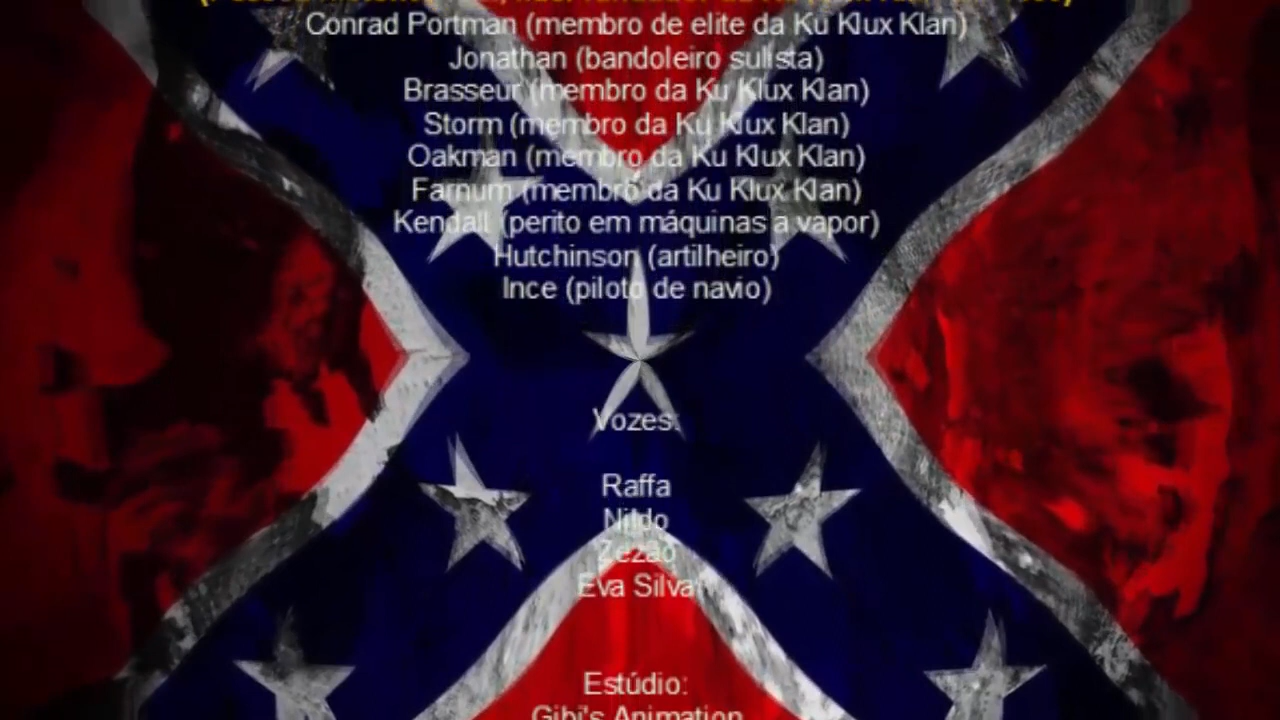 Conrad Portman (membro de elite da Ku Klux Klan)
Jonathan (bandoleiro sulista)
Brasseur (membro da Ku Klux Klan)
Storm (membro da Ku Klux Klan)
Oakman (membro da Ku Klux Klan)
Farnum (membro da Ku Klux Klan)
Kendall (perito em máquinas a vapor)
Hutchinson (artilheiro)
Ince (piloto de navio)
Vozes:
Raffa
Nildo
Zezão
Eva Silva
Estúdio:
Gibi's Animation